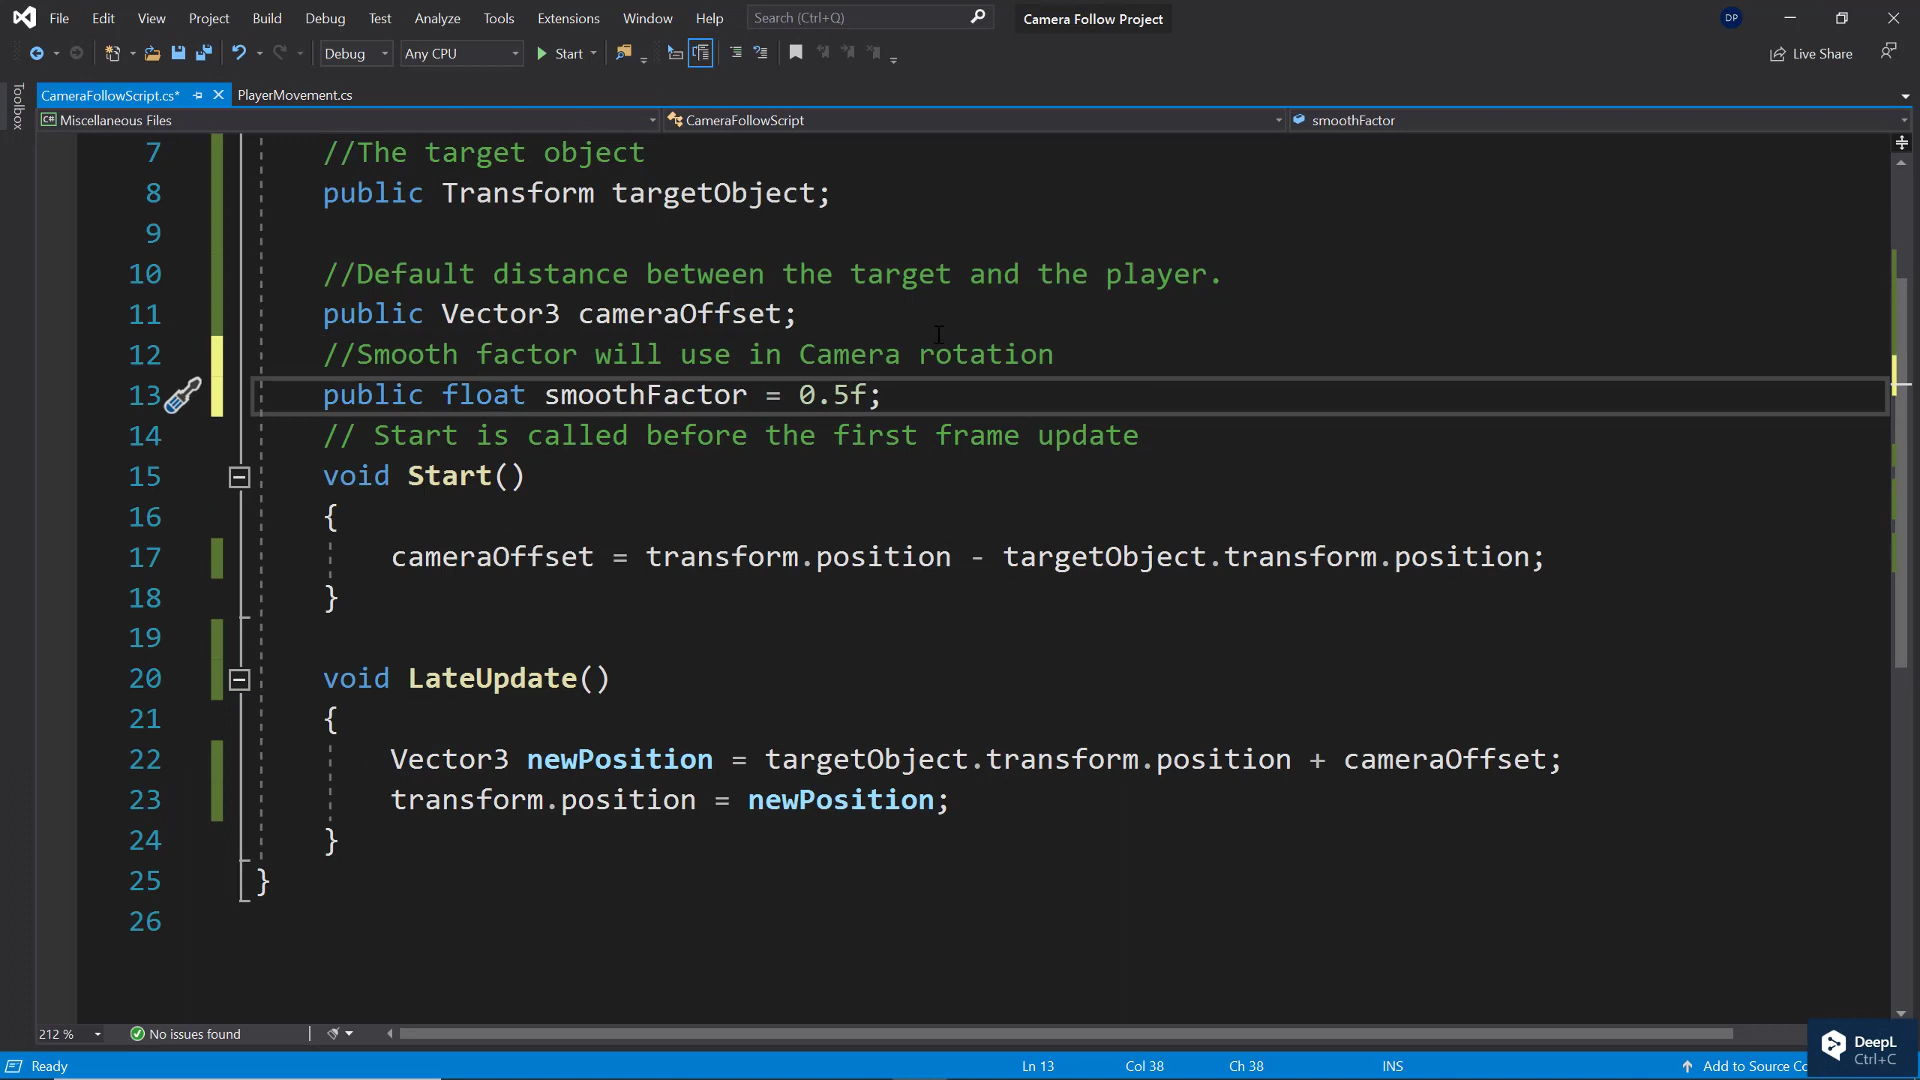 File Edit View Project Build Debug Test Analyze Tools Extensions Window Help Search (Ctrl+Q) Camera Follow Project DP
Debug Any CPU Start Live Share
Toolbox
CameraFollowScript.cs* PlayerMovement.cs
C# Miscellaneous Files CameraFollowScript smoothFactor
7 //The target object
8 public Transform targetObject;
9
10 //Default distance between the target and the player.
11 public Vector3 cameraOffset;
12 //Smooth factor will use in Camera rotation
13 public float smoothFactor = 0.5f;
14 // Start is called before the first frame update
15 void Start()
16 {
17 cameraOffset = transform.position - targetObject.transform.position;
18 }
19
20 void LateUpdate()
21 {
22 Vector3 newPosition = targetObject.transform.position + cameraOffset;
23 transform.position = newPosition;
24 }
25 }
26
212 % No issues found
DeepL
Ctrl+C
Ready Ln 13 Col 38 Ch 38 INS Add to Source